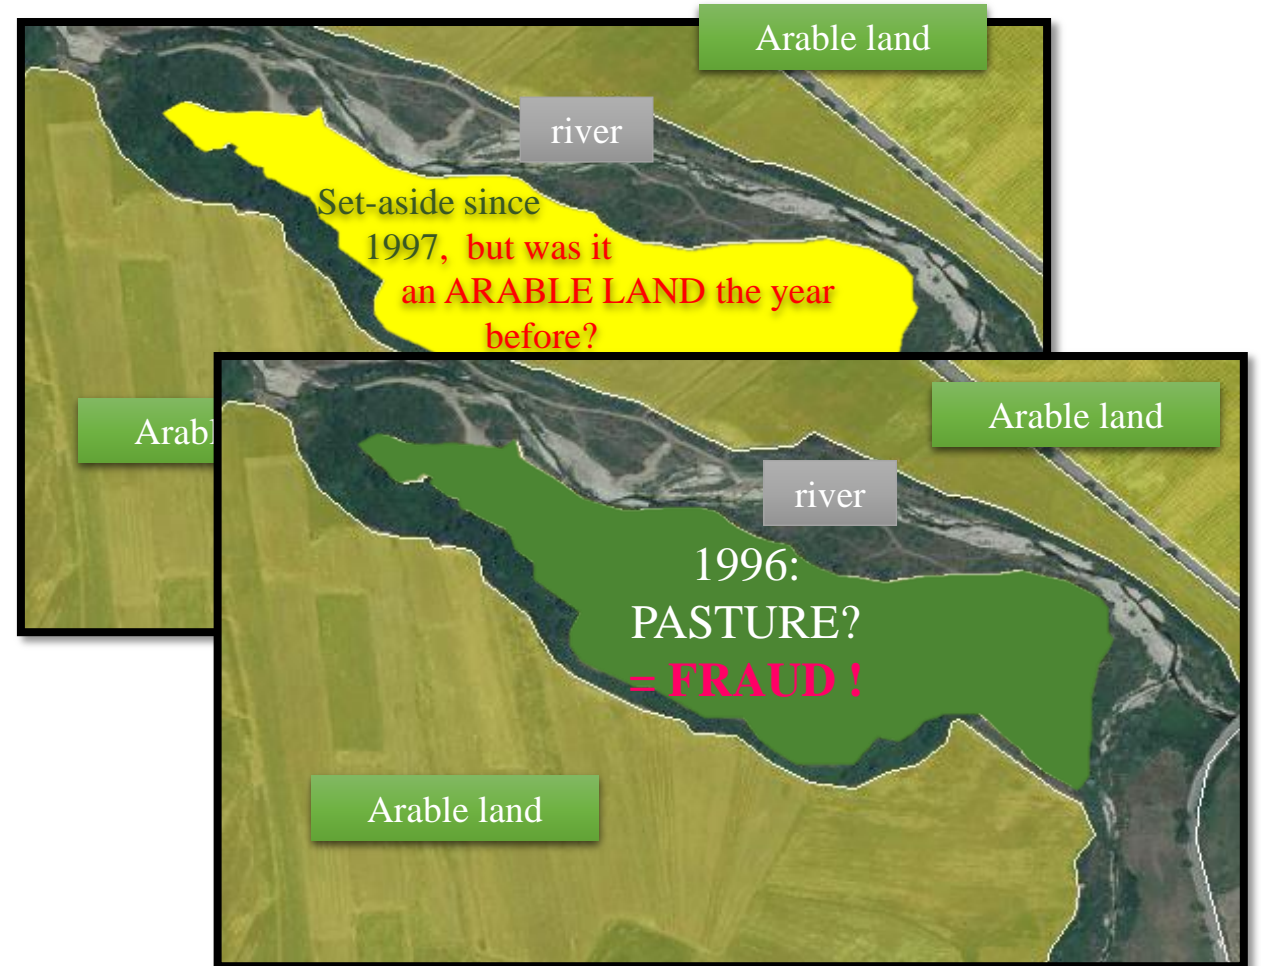 Arable land
river
Set-aside since
1997, but was it
an ARABLE LAND the year
before?
Arabl
Arable land
river
1996:
PASTURE?
= FRAUD !
Arable land